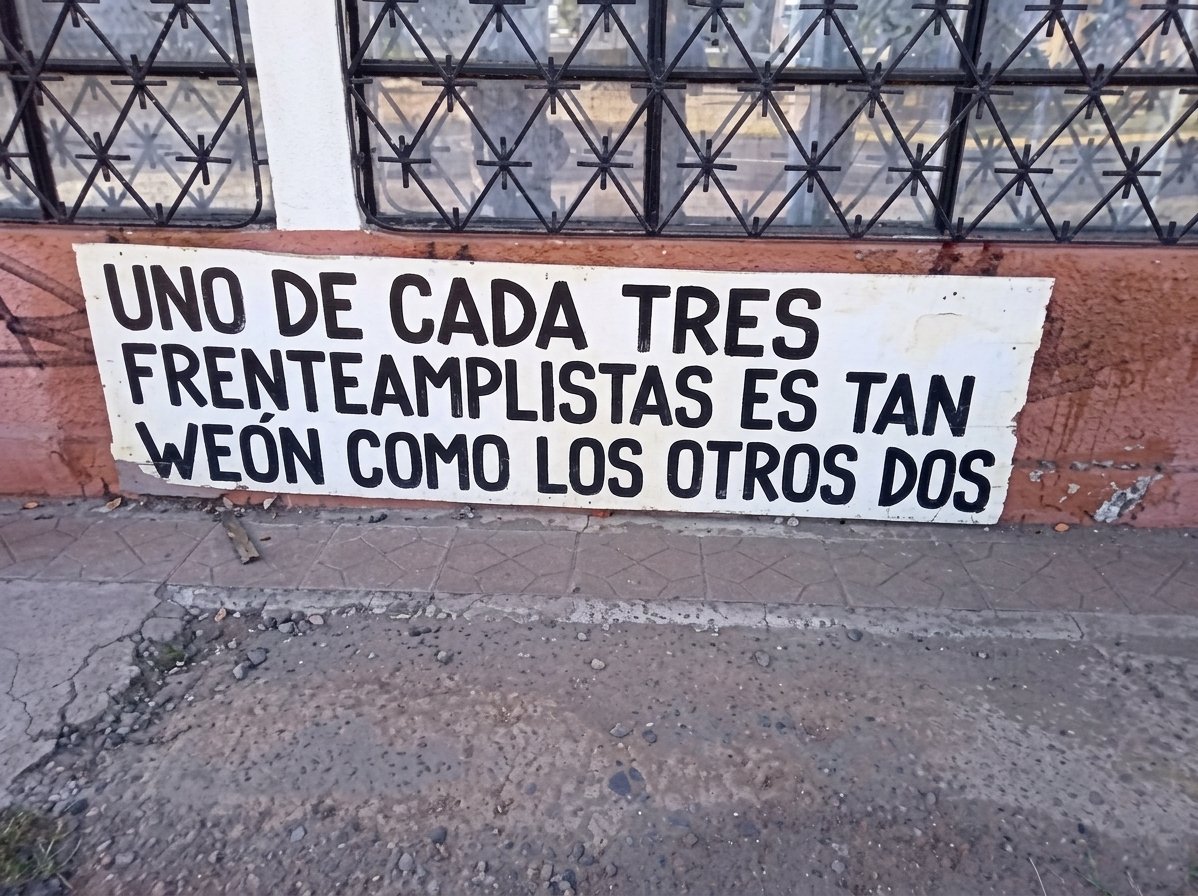 UNO DE CADA TRES
FRENTEAMPLISTAS ES TAN
WEÓN COMO LOS OTROS DOS